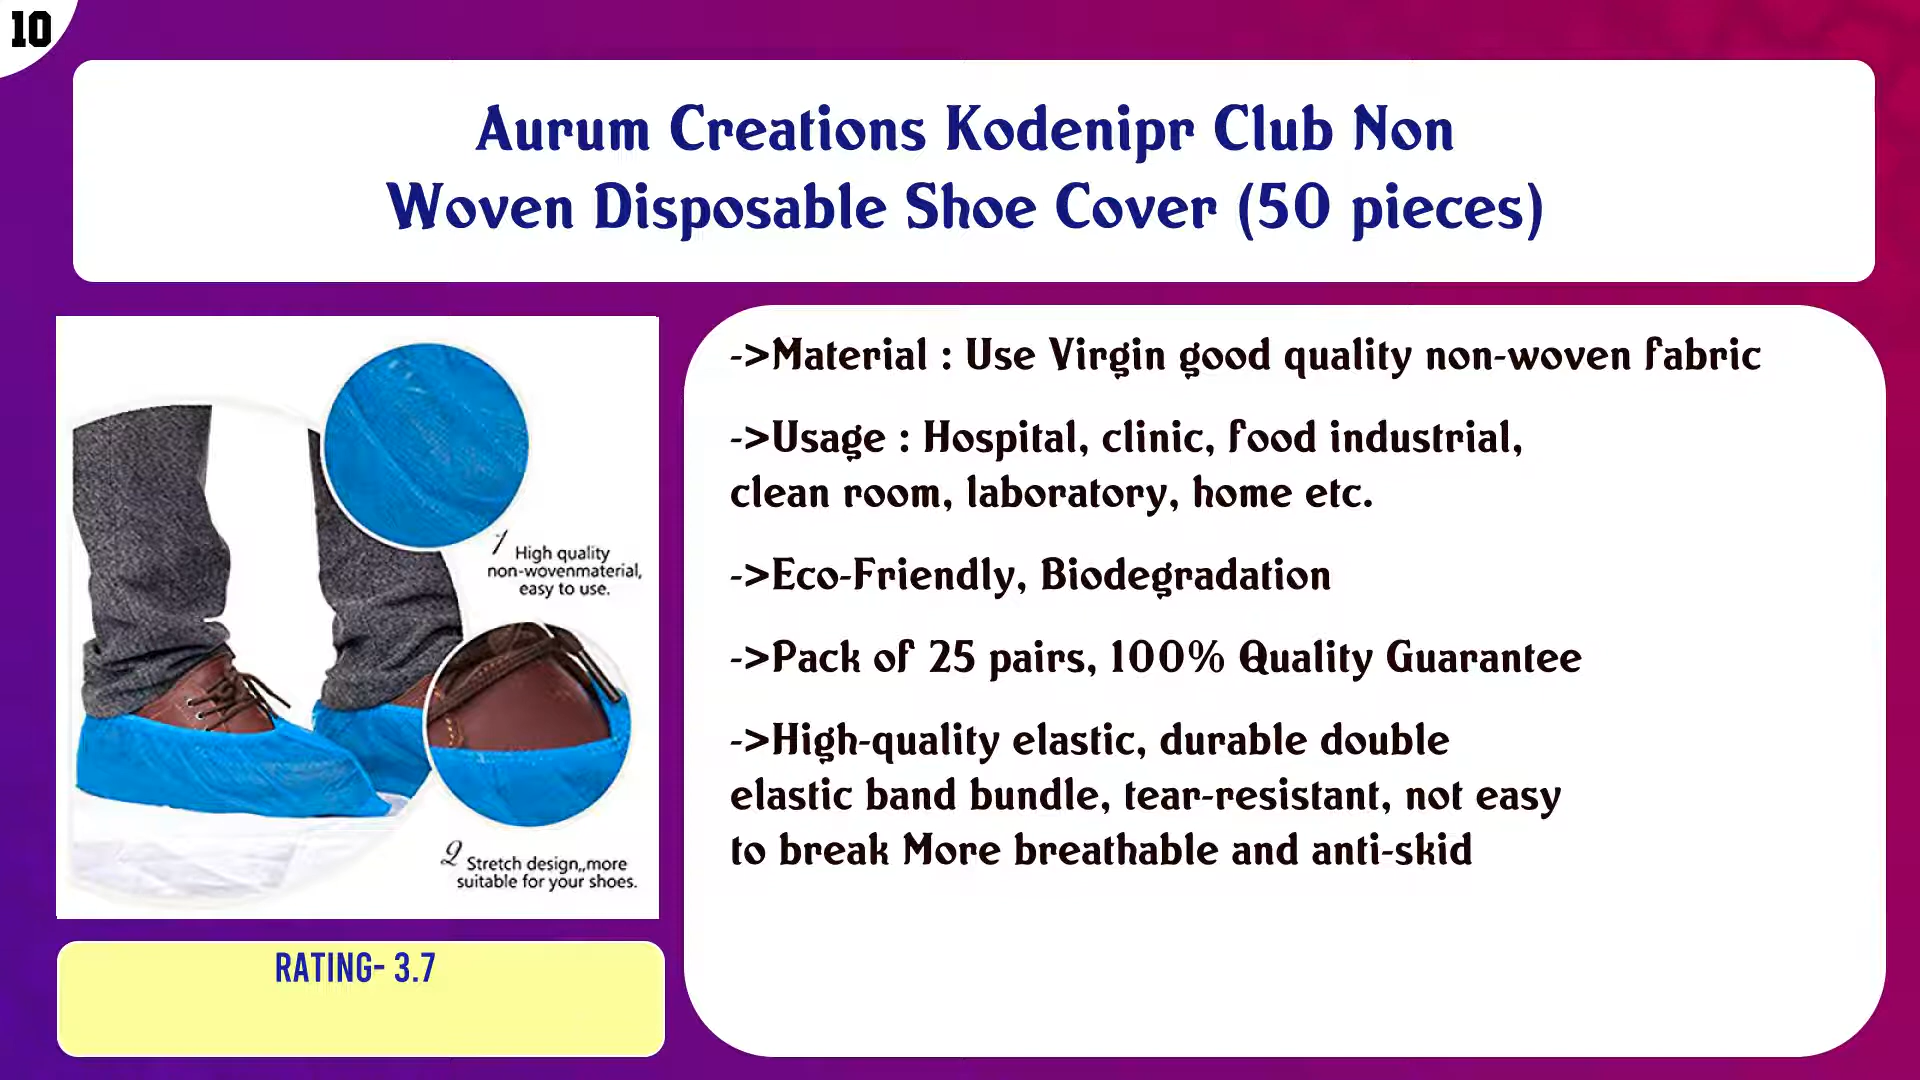 10
Aurum Creations Kodenipr Club Non
Woven Disposable Shoe Cover (50 pieces)
1 High quality
non-wovenmaterial,
easy to use.
2 Stretch design,,more
suitable for your shoes.
RATING- 3.7
->Material : Use Virgin good quality non-woven fabric
->Usage : Hospital, clinic, food industrial,
clean room, laboratory, home etc.
->Eco-Friendly, Biodegradation
->Pack of 25 pairs, 100% Quality Guarantee
->High-quality elastic, durable double
elastic band bundle, tear-resistant, not easy
to break More breathable and anti-skid